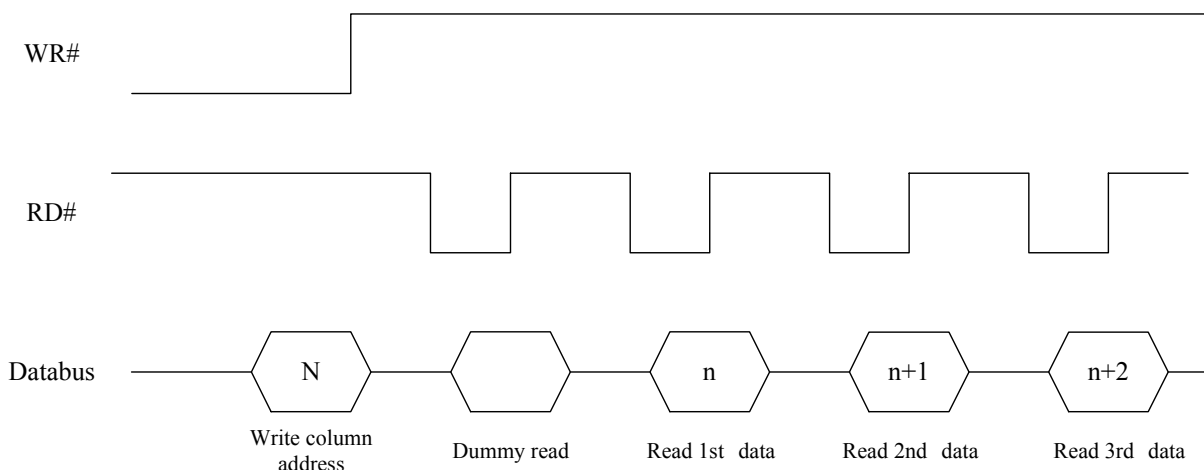 WR#
RD#
Databus
N
n
n+1
n+2
Write column
address
Dummy read
Read 1st data
Read 2nd data
Read 3rd data